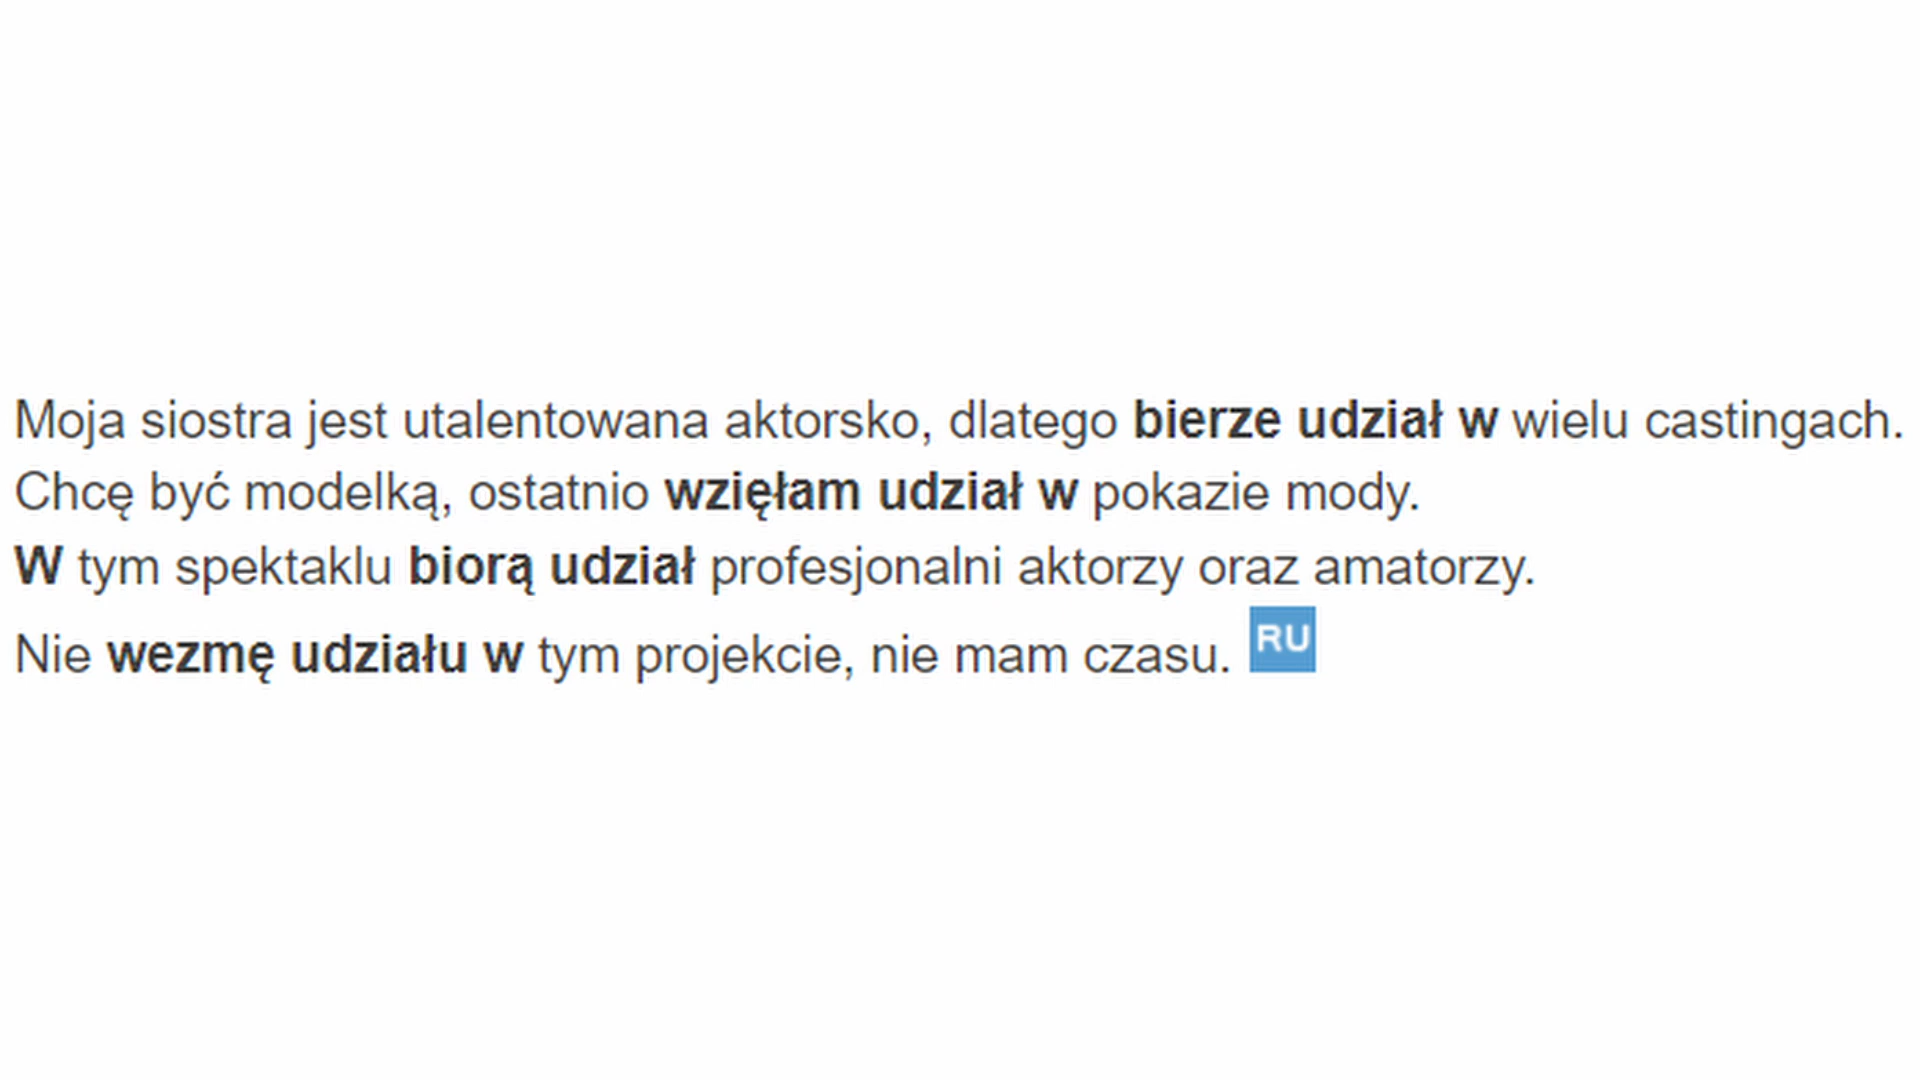 Moja siostra jest utalentowana aktorsko, dlatego bierze udział w wielu castingach.
Chcę być modelką, ostatnio wzięłam udział w pokazie mody.
W tym spektaklu biorą udział profesjonalni aktorzy oraz amatorzy.
Nie wezmę udziału w tym projekcie, nie mam czasu. RU